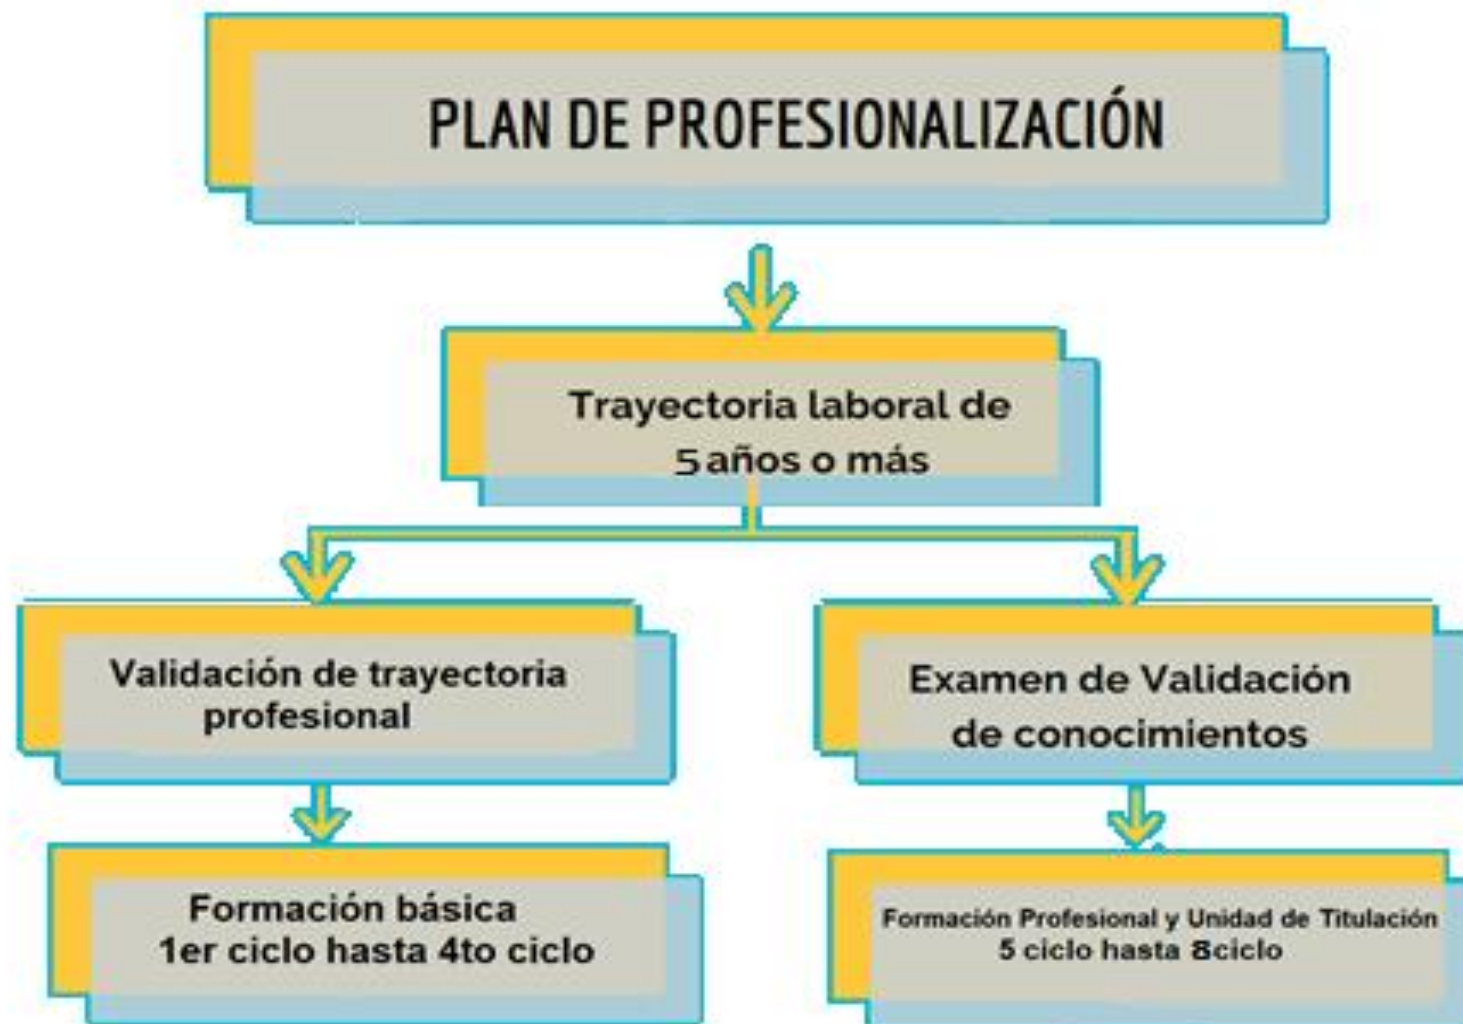 PLAN DE PROFESIONALIZACIÓN
Trayectoria laboral de
5 años o más
Validación de trayectoria
profesional
Examen de Validación
de conocimientos
Formación básica
1er ciclo hasta 4to ciclo
Formación Profesional y Unidad de Titulación
5 ciclo hasta 8ciclo